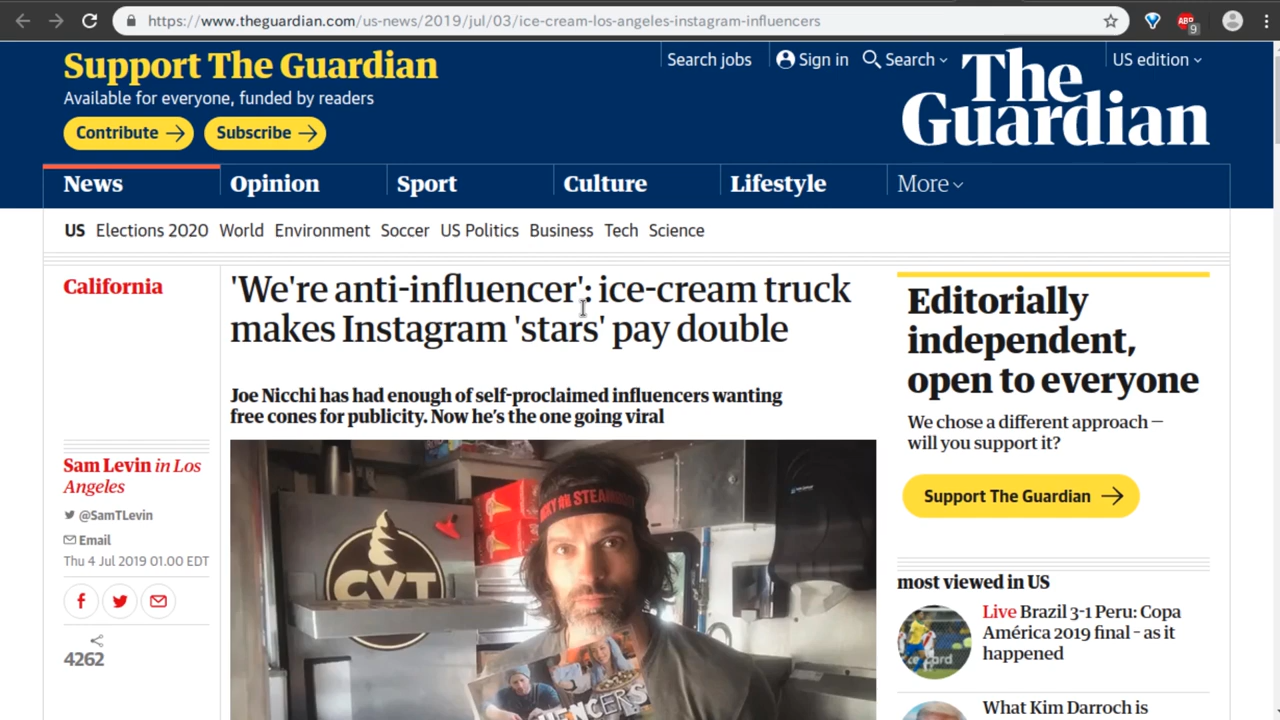 https://www.theguardian.com/us-news/2019/jul/03/ice-cream-los-angeles-instagram-influencers
ABP
9
Support The Guardian
Available for everyone, funded by readers
Contribute
Subscribe
Search jobs
Sign in
Search
US edition
The
Guardian
News
Opinion
Sport
Culture
Lifestyle
More
US Elections 2020 World Environment Soccer US Politics Business Tech Science
California
'We're anti-influencer': ice-cream truck
makes Instagram 'stars' pay double
Joe Nicchi has had enough of self-proclaimed influencers wanting
free cones for publicity. Now he's the one going viral
Sam Levin in Los
Angeles
@SamTLevin
Email
Thu 4 Jul 2019 01.00 EDT
4262
CVT
Editorially
independent,
open to everyone
We chose a different approach —
will you support it?
Support The Guardian
most viewed in US
Live Brazil 3-1 Peru: Copa
América 2019 final – as it
happened
What Kim Darroch is